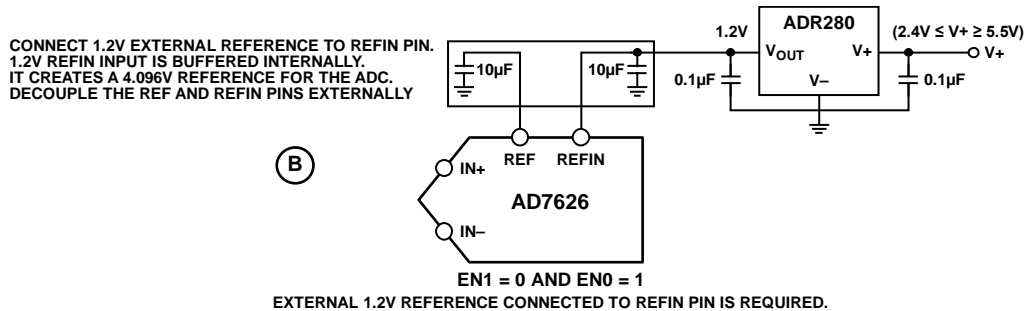 CONNECT 1.2V EXTERNAL REFERENCE TO REFIN PIN.
1.2V REFIN INPUT IS BUFFERED INTERNALLY.
IT CREATES A 4.096V REFERENCE FOR THE ADC.
DECOUPLE THE REF AND REFIN PINS EXTERNALLY
10µF
10µF
1.2V
ADR280
(2.4V ≤ V+ ≥ 5.5V)
VOUT
V+
V+
0.1µF
V–
0.1µF
B
REF
REFIN
IN+
AD7626
IN–
EN1 = 0 AND EN0 = 1
EXTERNAL 1.2V REFERENCE CONNECTED TO REFIN PIN IS REQUIRED.